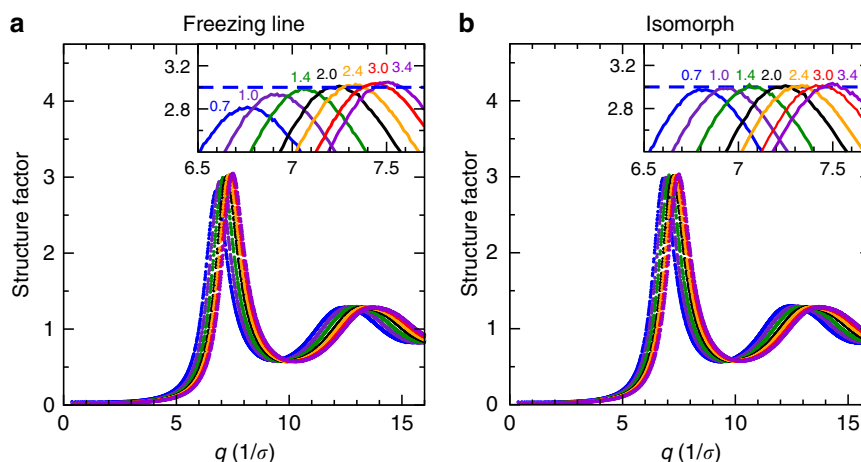 a Freezing line
3.2
2.8
0.7 1.0 1.4 2.0 2.4 3.0 3.4
6.5 7 7.5
4
3
2
1
0
Structure factor
0 5 10 15
q (1/σ)
b Isomorph
3.2
2.8
0.7 1.0 1.4 2.0 2.4 3.0 3.4
6.5 7 7.5
4
3
2
1
0
Structure factor
0 5 10 15
q (1/σ)